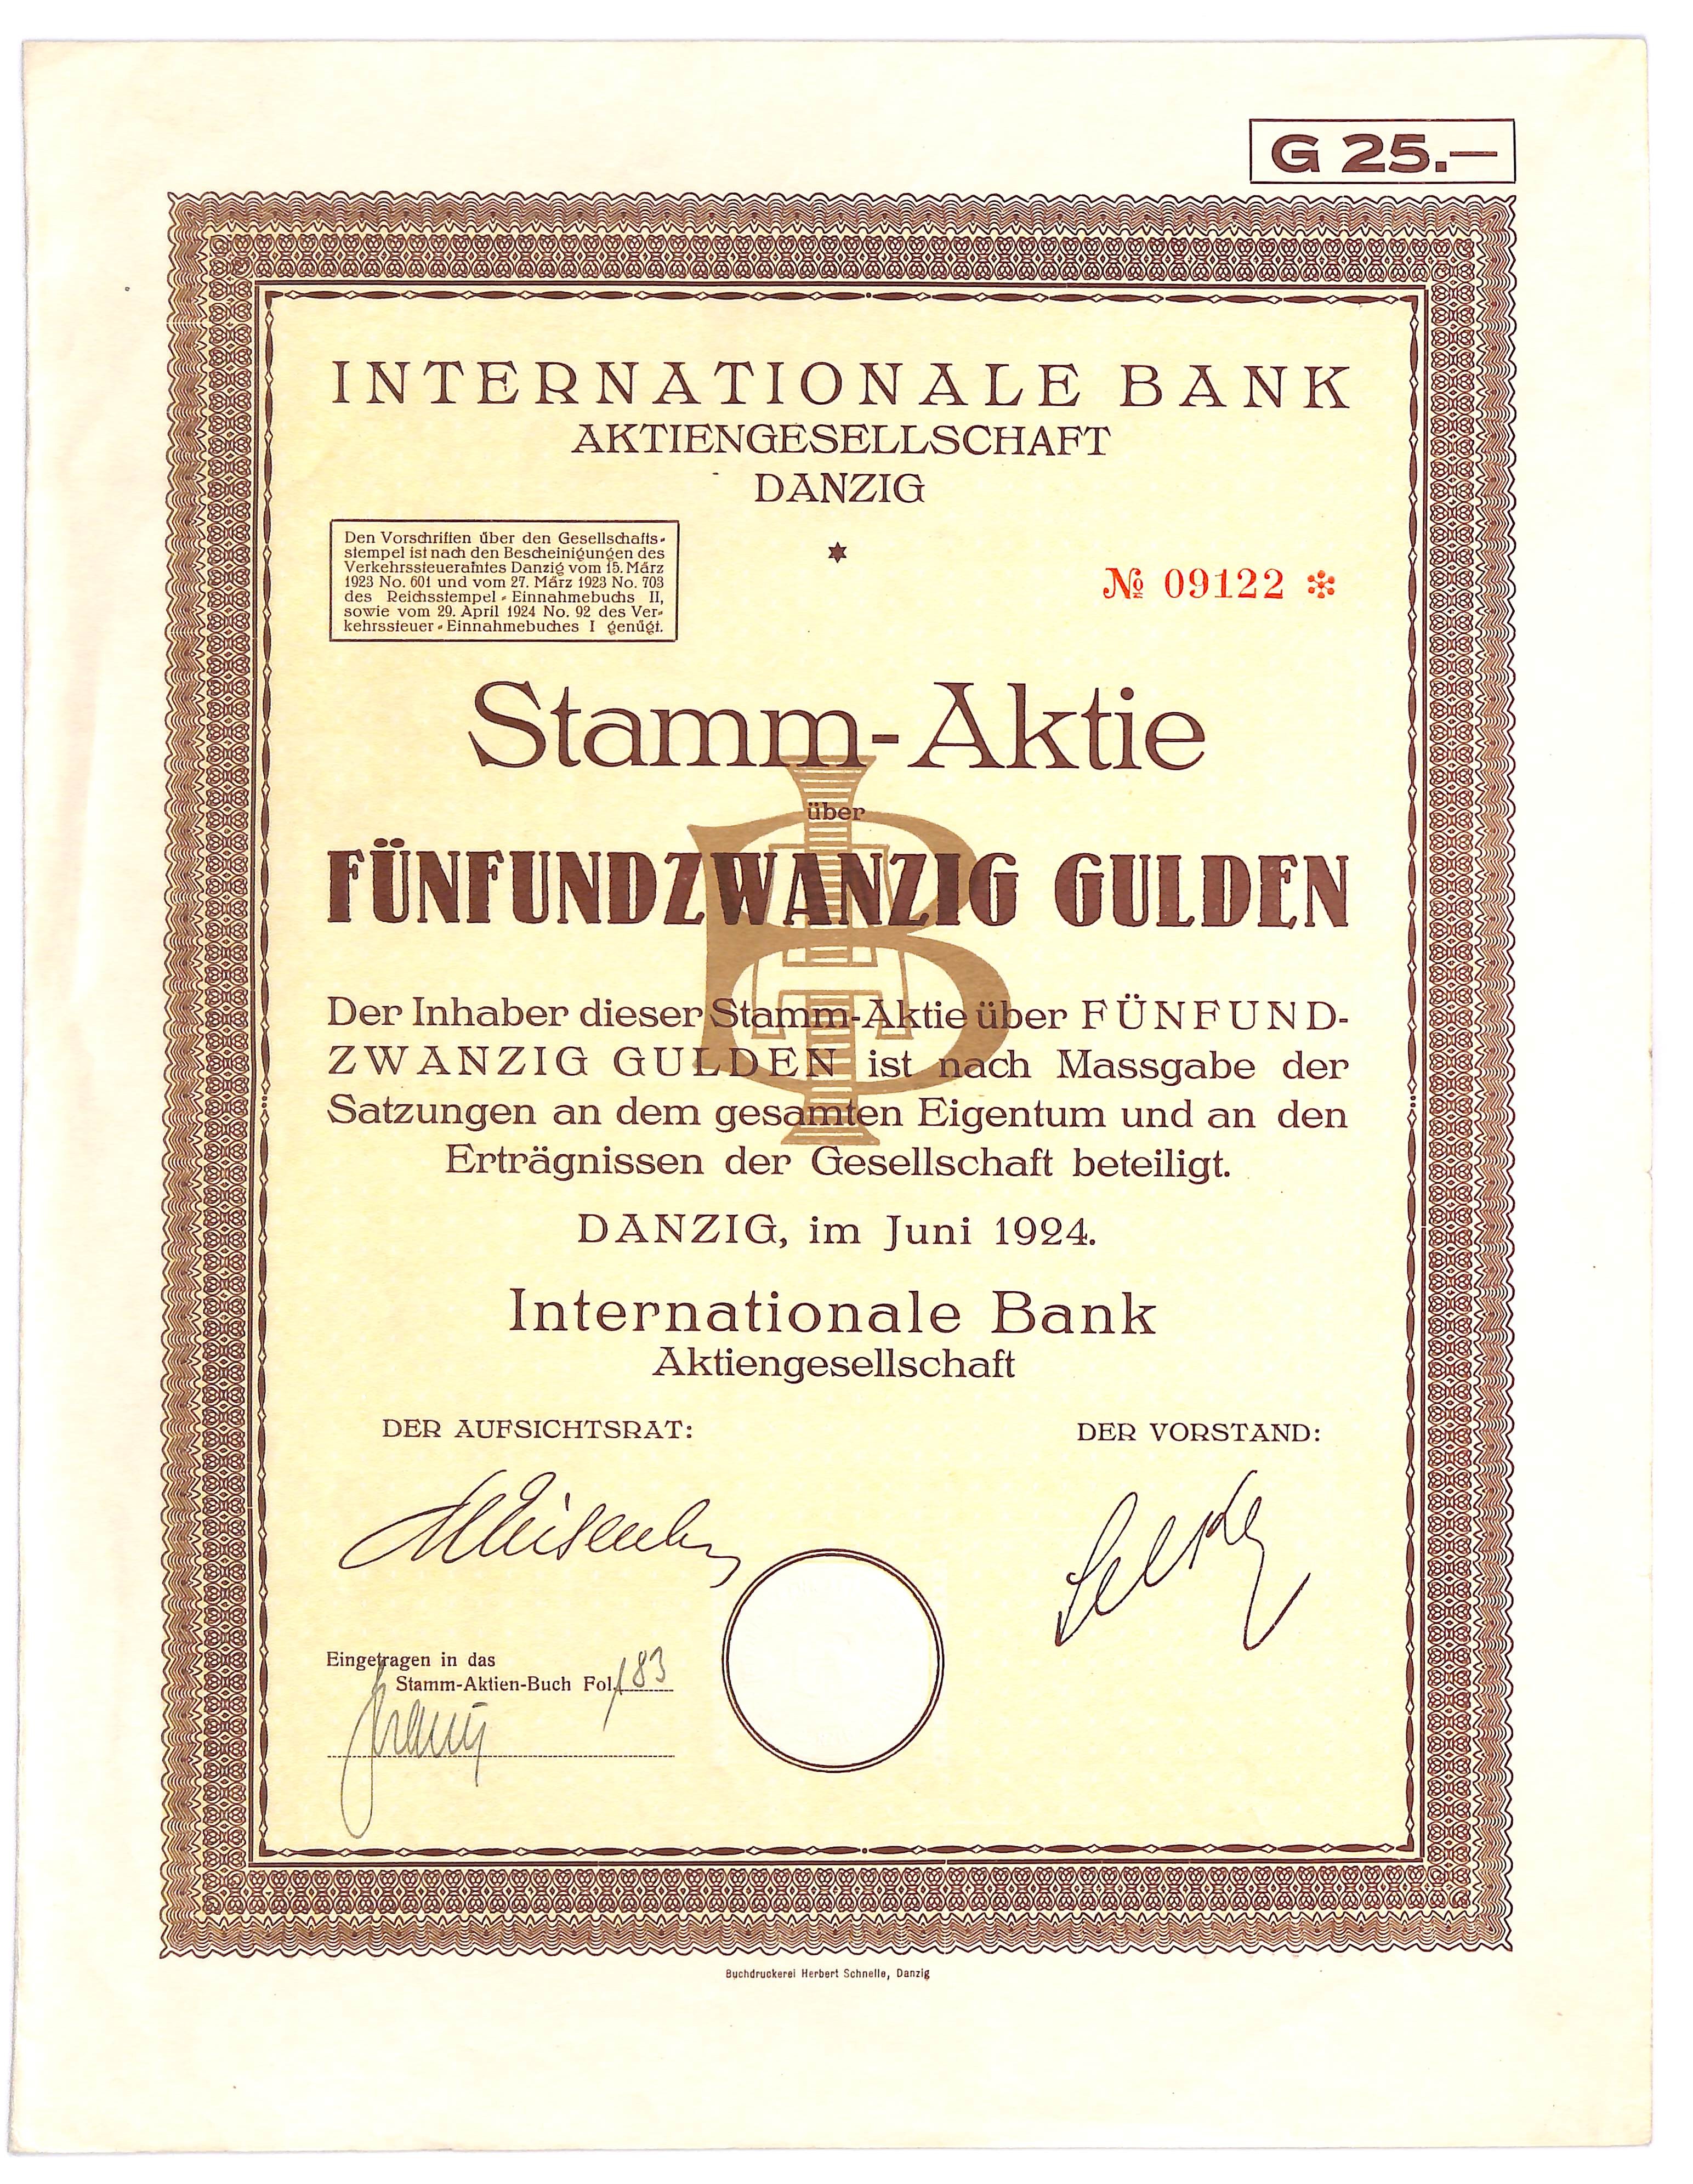 G 25.—
INTERNATIONALE BANK
AKTIENGESELLSCHAFT
DANZIG
Den Vorschriften über den Gesellschafts-
stempel ist nach den Bescheinigungen des
Verkehrssteueramtes Danzig vom 15. März
1923 No. 601 und vom 27. März 1923 No. 703
des Reichsstempel-Einnahmebuchs II,
sowie vom 29. April 1924 No. 92 des Ver-
kehrssteuer-Einnahmebuches I genügt.
№ 09122 *
Stamm-Aktie
über
FÜNFUNDZWANZIG GULDEN
Der Inhaber dieser Stamm-Aktie über FÜNFUND-
ZWANZIG GULDEN ist nach Massgabe der
Satzungen an dem gesamten Eigentum und an den
Erträgnissen der Gesellschaft beteiligt.
DANZIG, im Juni 1924.
Internationale Bank
Aktiengesellschaft
DER AUFSICHTSRAT:
DER VORSTAND:
Eingetragen in das
Stamm-Aktien-Buch Fol. 183
Buchdruckerei Herbert Schnelle, Danzig